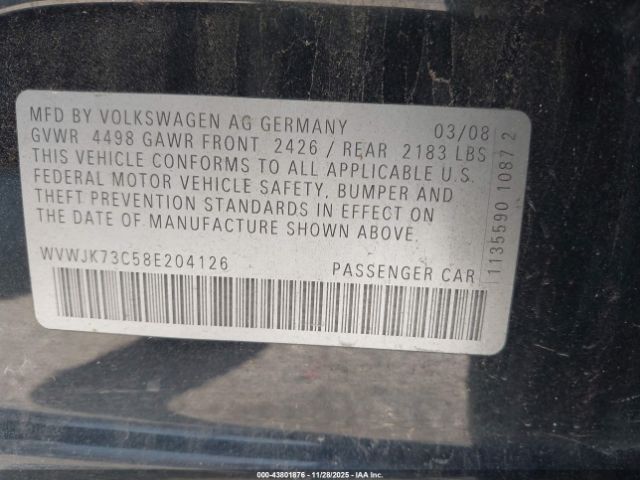 MFD BY VOLKSWAGEN AG GERMANY 03/08
GVWR 4498 GAWR FRONT 2426 / REAR 2183 LBS
THIS VEHICLE CONFORMS TO ALL APPLICABLE U.S.
FEDERAL MOTOR VEHICLE SAFETY, BUMPER AND
THEFT PREVENTION STANDARDS IN EFFECT ON
THE DATE OF MANUFACTURE SHOWN ABOVE.
WVWJK73C58E204126 PASSENGER CAR
1135590 1087 2
000-43801876 - 11/28/2025 - IAA Inc.